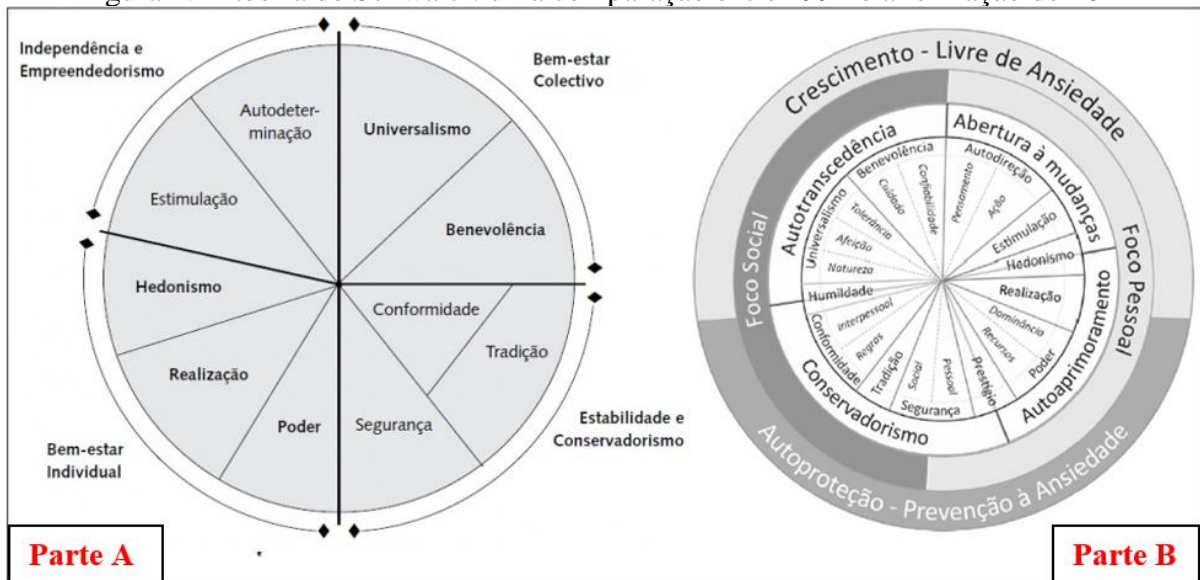 Independência e
Empreendedorismo
Bem-estar
Colectivo
Autodeter-
minação
Universalismo
Estimulação
Benevolência
Hedonismo
Conformidade
Tradição
Realização
Poder
Segurança
Estabilidade e
Conservadorismo
Bem-estar
Individual
Parte A
Crescimento - Livre de Ansiedade
Foco Social
Foco Pessoal
Autoproteção - Prevenção à Ansiedade
Autotranscedência
Abertura à mudanças
Autoaprimoramento
Conservadorismo
Benevolência
Cuidado
Confiabilidade
Autodireção
Pensamento
Ação
Estimulação
Hedonismo
Realização
Dominância
Recursos
Poder
Prestígio
Segurança
Pessoal
Social
Tradição
Conformidade
Regras
Interpessoal
Humildade
Universalismo
Natureza
Afeição
Tolerância
Parte B